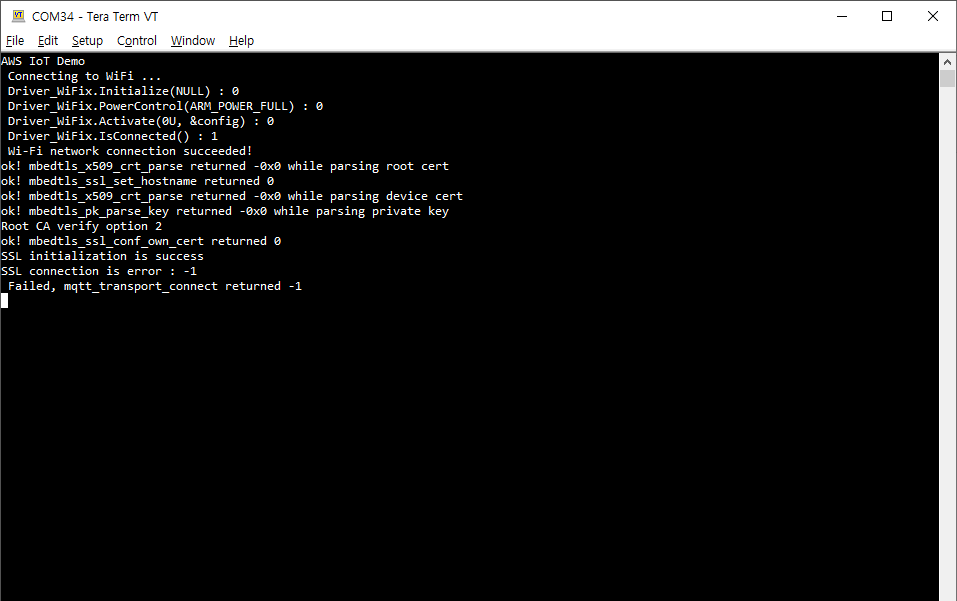 COM34 - Tera Term VT
File Edit Setup Control Window Help
AWS IoT Demo
Connecting to WiFi ...
Driver_WiFix.Initialize(NULL) : 0
Driver_WiFix.PowerControl(ARM_POWER_FULL) : 0
Driver_WiFix.Activate(0U, &config) : 0
Driver_WiFix.IsConnected() : 1
Wi-Fi network connection succeeded!
ok! mbedtls_x509_crt_parse returned -0x0 while parsing root cert
ok! mbedtls_ssl_set_hostname returned 0
ok! mbedtls_x509_crt_parse returned -0x0 while parsing device cert
ok! mbedtls_pk_parse_key returned -0x0 while parsing private key
Root CA verify option 2
ok! mbedtls_ssl_conf_own_cert returned 0
SSL initialization is success
SSL connection is error : -1
Failed, mqtt_transport_connect returned -1